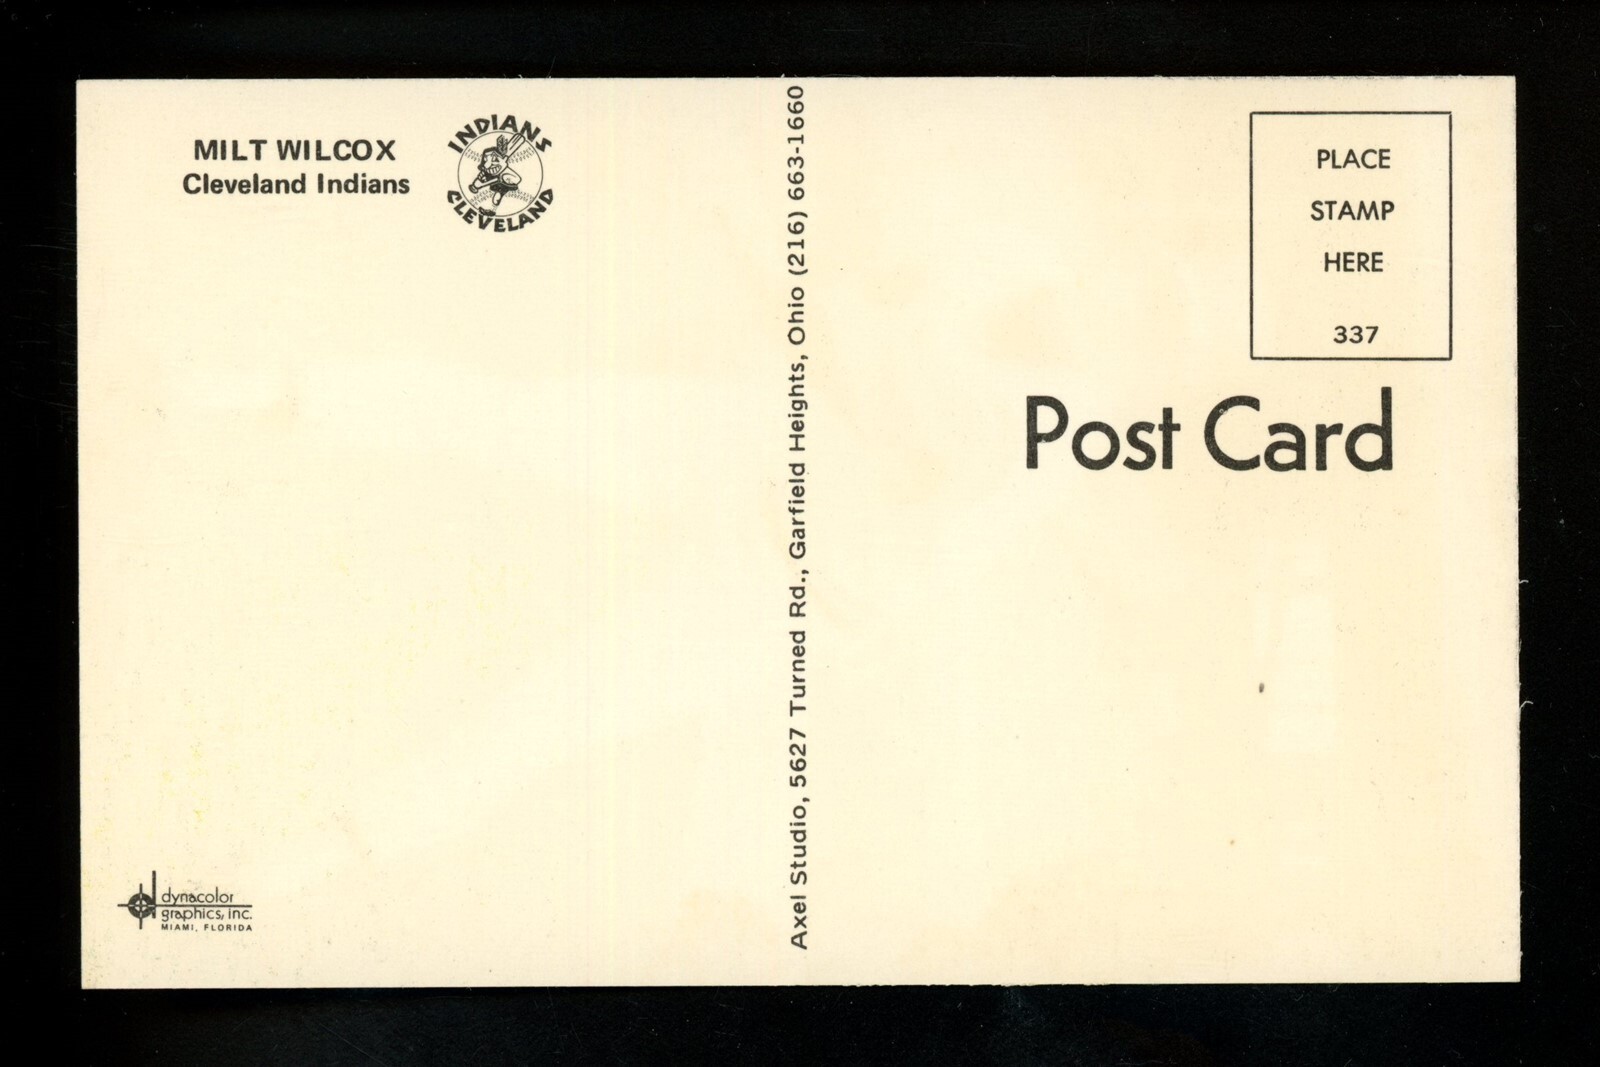 MILT WILCOX
Cleveland Indians
INDIANS
CLEVELAND
dynacolor
graphics, inc.
MIAMI, FLORIDA
Axel Studio, 5627 Turned Rd., Garfield Heights, Ohio (216) 663-1660
PLACE
STAMP
HERE
337
Post Card